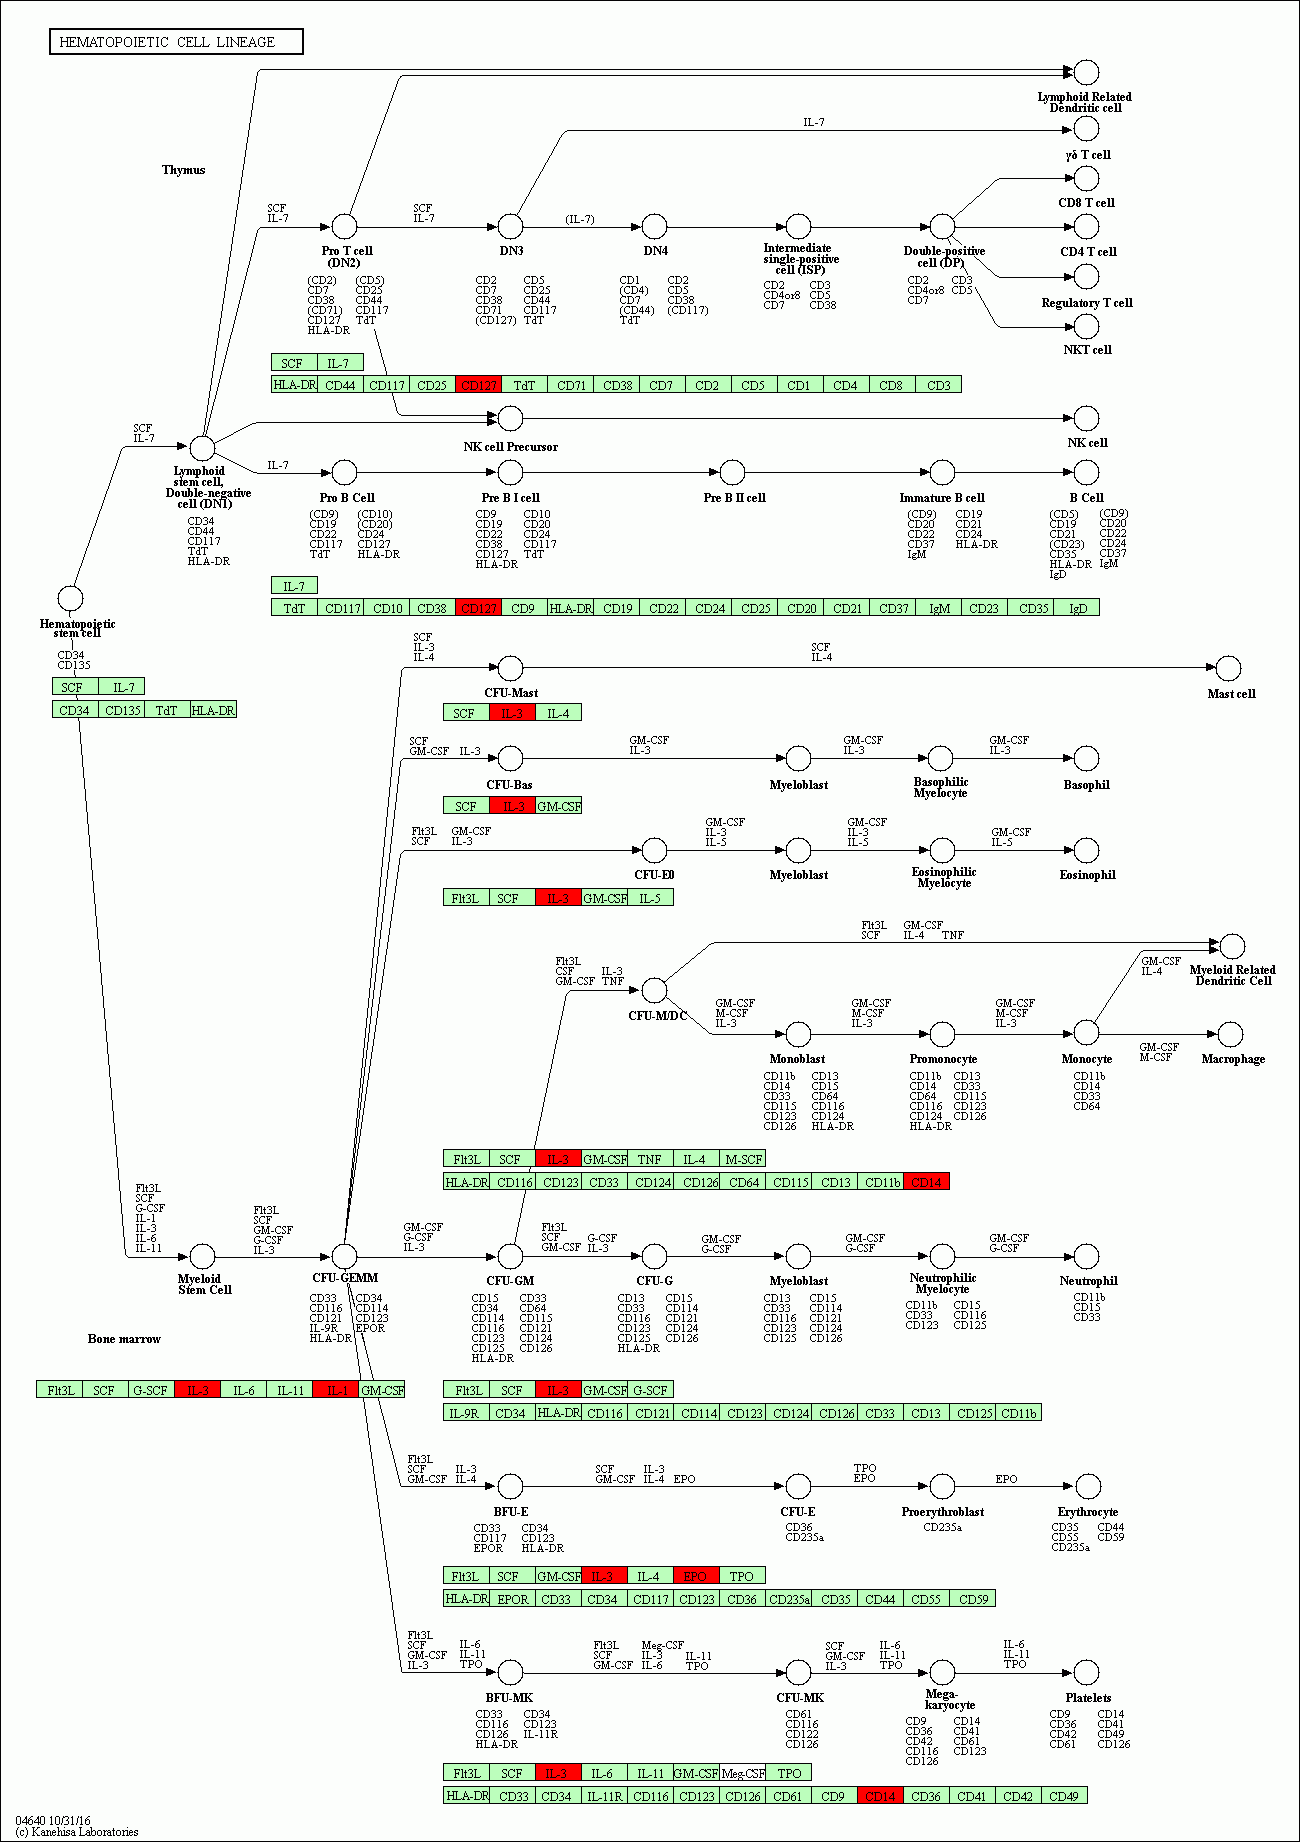 HEMATOPOIETIC CELL LINEAGE
Lymphoid Related
Dendritic cell
IL-7
γδ T cell
Thymus
CD8 T cell
SCF
IL-7
SCF
IL-7
(IL-7)
Pro T cell
(DN2)
DN3
DN4
Intermediate
single-positive
cell (ISP)
Double-positive
cell (DP)
CD4 T cell
(CD2) (CD5)
CD7 CD25
CD38 CD44
(CD71) CD117
CD127 TdT
HLA-DR
CD2 CD5
CD7 CD25
CD38 CD44
CD71 CD117
(CD127) TdT
CD1 CD2
(CD4) CD5
CD7 CD38
(CD44) (CD117)
TdT
CD2 CD3
CD4or8 CD5
CD7 CD38
CD2 CD3
CD4or8 CD5
CD7
Regulatory T cell
NKT cell
SCF IL-7
HLA-DR CD44 CD117 CD25 CD127 TdT CD71 CD38 CD7 CD2 CD5 CD1 CD4 CD8 CD3
SCF
IL-7
NK cell Precursor
NK cell
IL-7
Lymphoid
stem cell,
Double-negative
cell (DN1)
CD34
CD44
CD117
TdT
HLA-DR
Pro B Cell
Pre B I cell
Pre B II cell
Immature B cell
B Cell
(CD9) (CD10)
CD19 (CD20)
CD22 CD24
CD117 CD127
TdT HLA-DR
CD9 CD10
CD19 CD20
CD22 CD24
CD38 CD117
CD127 TdT
HLA-DR
(CD9) CD19
CD20 CD21
CD22 CD24
CD37 HLA-DR
IgM
(CD5) (CD9)
CD19 CD20
CD21 CD22
(CD23) CD24
CD35 CD37
HLA-DR IgM
IgD
IL-7
TdT CD117 CD10 CD38 CD127 CD9 HLA-DR CD19 CD22 CD24 CD25 CD20 CD21 CD37 IgM CD23 CD35 IgD
Hematopoietic
stem cell
CD34
CD135
SCF IL-7
CD34 CD135 TdT HLA-DR
SCF
IL-3
IL-4
SCF
IL-4
CFU-Mast
Mast cell
SCF IL-3 IL-4
SCF
GM-CSF IL-3
GM-CSF
IL-3
GM-CSF
IL-3
GM-CSF
IL-3
CFU-Bas
Myeloblast
Basophilic
Myelocyte
Basophil
SCF IL-3 GM-CSF
Flt3L GM-CSF
SCF IL-3
GM-CSF
IL-3
IL-5
GM-CSF
IL-3
IL-5
GM-CSF
IL-5
CFU-E0
Myeloblast
Eosinophilic
Myelocyte
Eosinophil
Flt3L SCF IL-3 GM-CSF IL-5
Flt3L GM-CSF
SCF IL-4 TNF
Flt3L
CSF IL-3
GM-CSF TNF
GM-CSF
IL-4
Myeloid Related
Dendritic Cell
CFU-M/DC
GM-CSF
M-CSF
IL-3
GM-CSF
M-CSF
IL-3
GM-CSF
M-CSF
IL-3
GM-CSF
M-CSF
Monoblast
Promonocyte
Monocyte
Macrophage
CD11b CD13
CD14 CD15
CD33 CD64
CD115 CD116
CD123 CD124
CD126 HLA-DR
CD11b CD13
CD14 CD33
CD64 CD115
CD116 CD123
CD124 CD126
HLA-DR
CD11b
CD14
CD33
CD64
Flt3L SCF IL-3 GM-CSF TNF IL-4 M-SCF
HLA-DR CD116 CD123 CD33 CD124 CD126 CD64 CD115 CD13 CD11b CD14
Flt3L
SCF
G-CSF
IL-1
IL-3
IL-6
IL-11
Flt3L
SCF
GM-CSF
G-CSF
IL-3
GM-CSF
G-CSF
IL-3
Flt3L
SCF G-CSF
GM-CSF IL-3
GM-CSF
G-CSF
GM-CSF
G-CSF
GM-CSF
G-CSF
Myeloid
Stem Cell
CFU-GEMM
CFU-GM
CFU-G
Myeloblast
Neutrophilic
Myelocyte
Neutrophil
CD33 CD34
CD116 CD114
CD121 CD123
IL-9R EPOR
HLA-DR
CD15 CD33
CD34 CD64
CD114 CD115
CD116 CD121
CD123 CD124
CD125 CD126
HLA-DR
CD13 CD15
CD33 CD114
CD116 CD121
CD123 CD124
CD125 CD126
HLA-DR
CD13 CD15
CD33 CD114
CD116 CD121
CD123 CD124
CD125 CD126
CD11b CD15
CD33 CD116
CD123 CD125
CD11b
CD15
CD33
Bone marrow
Flt3L SCF G-SCF IL-3 IL-6 IL-11 IL-1 GM-CSF
Flt3L SCF IL-3 GM-CSF G-SCF
IL-9R CD34 HLA-DR CD116 CD121 CD114 CD123 CD124 CD126 CD33 CD13 CD125 CD11b
Flt3L
SCF IL-3
GM-CSF IL-4
SCF IL-3
GM-CSF IL-4 EPO
TPO
EPO
EPO
BFU-E
CFU-E
Proerythroblast
Erythrocyte
CD33 CD34
CD117 CD123
EPOR HLA-DR
CD36
CD235a
CD235a
CD35 CD44
CD55 CD59
CD235a
Flt3L SCF GM-CSF IL-3 IL-4 EPO TPO
HLA-DR EPOR CD33 CD34 CD117 CD123 CD36 CD235a CD35 CD44 CD55 CD59
Flt3L
SCF IL-6
GM-CSF IL-11
IL-3 TPO
Flt3L Meg-CSF
SCF IL-3 IL-11
GM-CSF IL-6 TPO
SCF IL-6
GM-CSF IL-11
IL-3 TPO
IL-6
IL-11
TPO
BFU-MK
CFU-MK
Mega-
karyocyte
Platelets
CD33 CD34
CD116 CD123
CD126 IL-11R
HLA-DR
CD61
CD116
CD122
CD126
CD9 CD14
CD36 CD41
CD42 CD61
CD116 CD123
CD126
CD9 CD14
CD36 CD41
CD42 CD49
CD61 CD126
Flt3L SCF IL-3 IL-6 IL-11 GM-CSF Meg-CSF TPO
HLA-DR CD33 CD34 IL-11R CD116 CD123 CD126 CD61 CD9 CD14 CD36 CD41 CD42 CD49
04640 10/31/16
(c) Kanehisa Laboratories